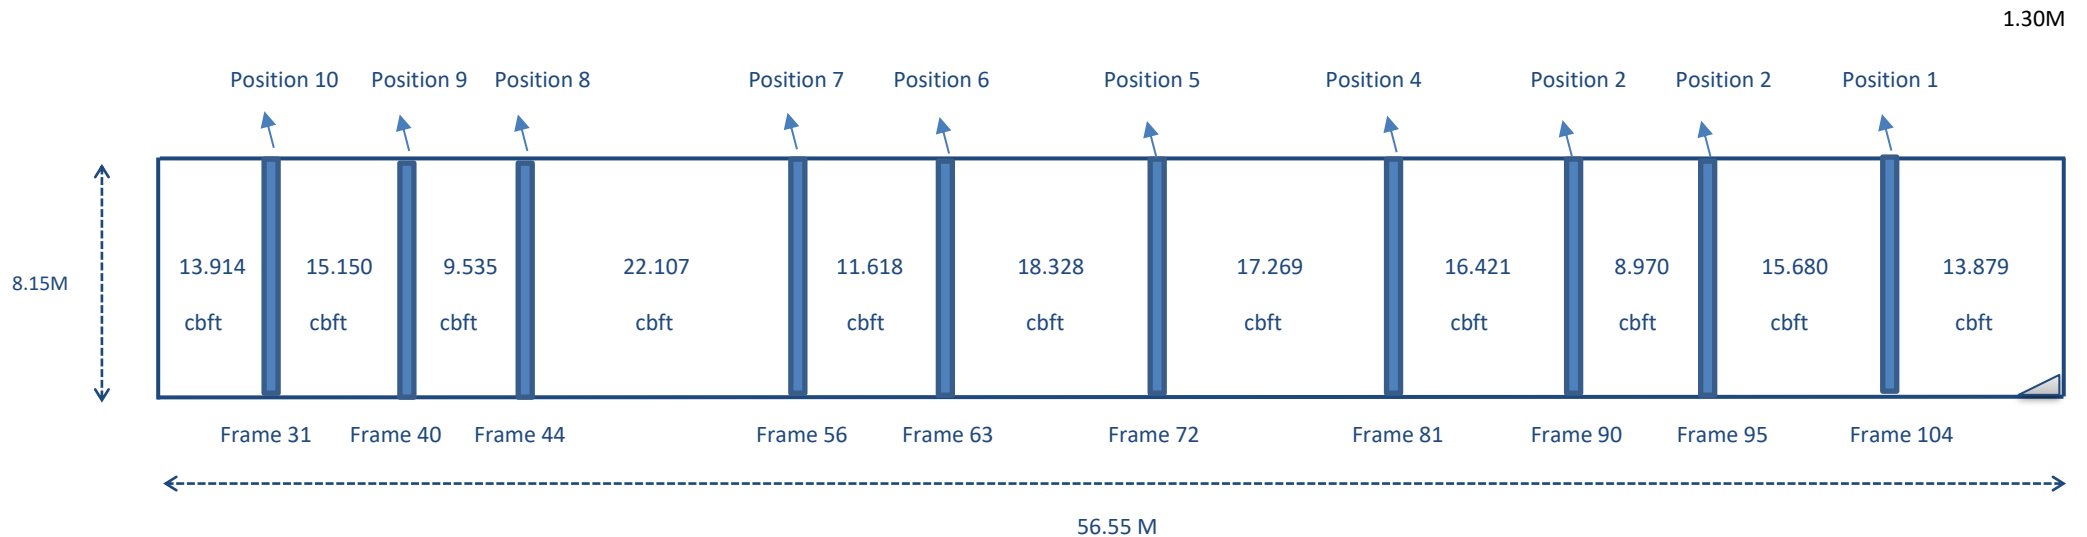 1.30M
Position 10 Position 9 Position 8 Position 7 Position 6 Position 5 Position 4 Position 2 Position 2 Position 1
13.914 15.150 9.535 22.107 11.618 18.328 17.269 16.421 8.970 15.680 13.879
8.15M
cbft cbft cbft cbft cbft cbft cbft cbft cbft cbft cbft
Frame 31 Frame 40 Frame 44 Frame 56 Frame 63 Frame 72 Frame 81 Frame 90 Frame 95 Frame 104
56.55 M